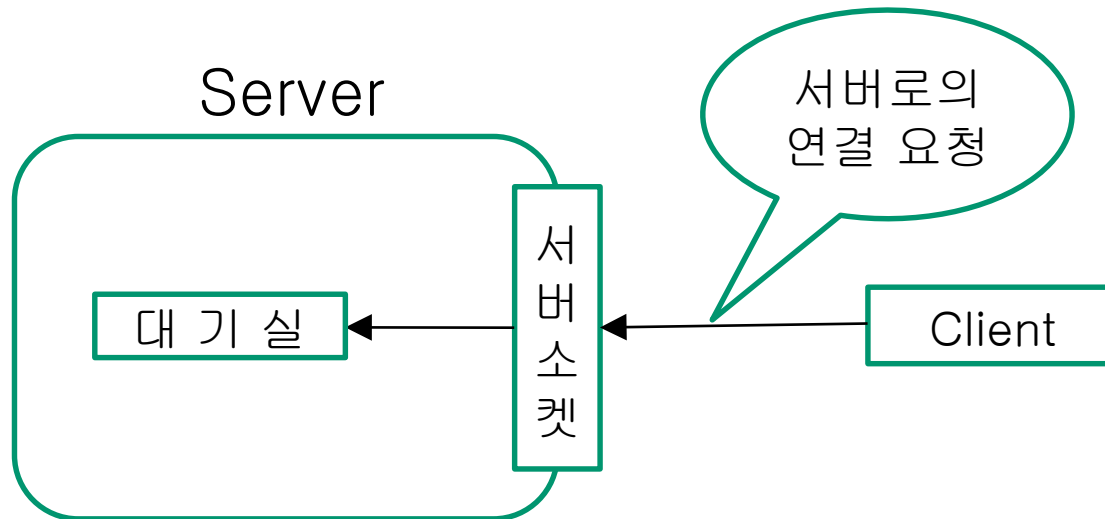 Server
서버로의
연결 요청
서
버
소
켓
대 기 실
Client